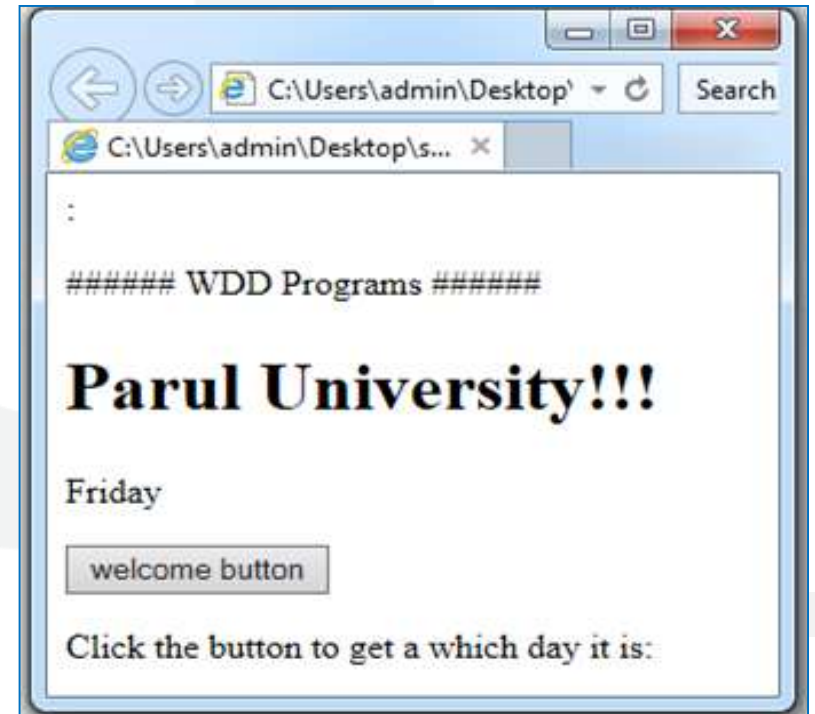 C:\Users\admin\Desktop\
Search
C:\Users\admin\Desktop\s...
:
###### WDD Programs ######
Parul University!!!
Friday
welcome button
Click the button to get a which day it is: